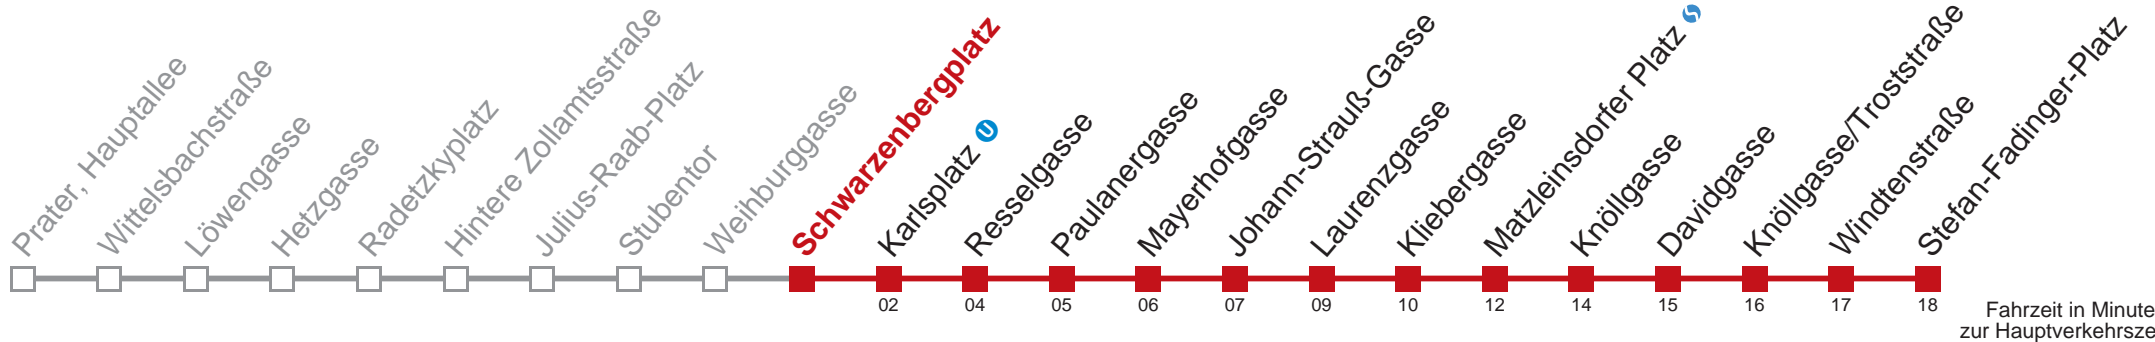 Prater, Hauptallee
Wittelsbachstraße
Löwengasse
Hetzgasse
Radetzkyplatz
Hintere Zollamtsstraße
Julius-Raab-Platz
Stubentor
Weihburggasse
Schwarzenbergplatz
Karlsplatz U
Resselgasse
Paulanergasse
Mayerhofgasse
Johann-Strauß-Gasse
Laurenzgasse
Kliebergasse
Matzleinsdorfer Platz S
Knöllgasse
Davidgasse
Knöllgasse/Troststraße
Windtenstraße
Stefan-Fadinger-Platz
02 04 05 06 07 09 10 12 14 15 16 17 18
Fahrzeit in Minute
zur Hauptverkehrsze